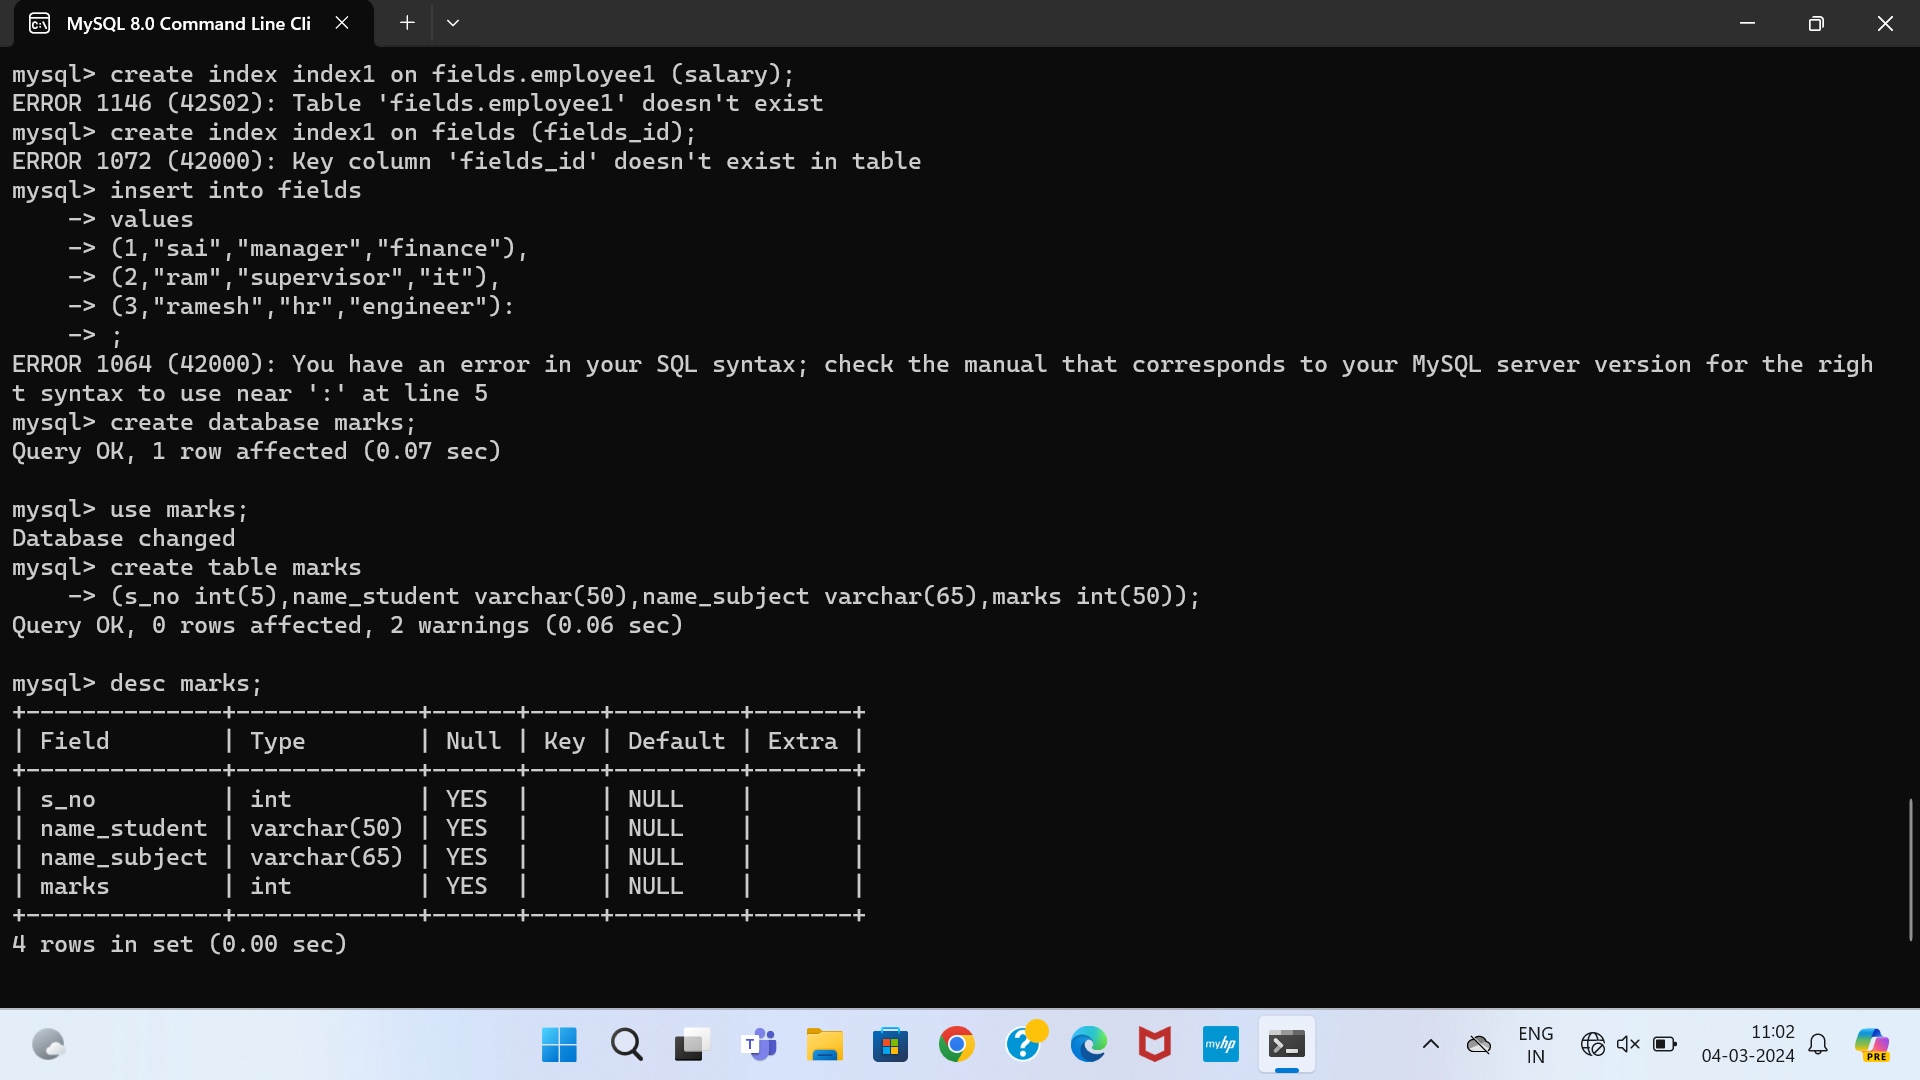 MySQL 8.0 Command Line Cli
mysql> create index index1 on fields.employee1 (salary);
ERROR 1146 (42S02): Table 'fields.employee1' doesn't exist
mysql> create index index1 on fields (fields_id);
ERROR 1072 (42000): Key column 'fields_id' doesn't exist in table
mysql> insert into fields
    -> values
    -> (1,"sai","manager","finance"),
    -> (2,"ram","supervisor","it"),
    -> (3,"ramesh","hr","engineer"):
    -> ;
ERROR 1064 (42000): You have an error in your SQL syntax; check the manual that corresponds to your MySQL server version for the righ
t syntax to use near ':' at line 5
mysql> create database marks;
Query OK, 1 row affected (0.07 sec)
mysql> use marks;
Database changed
mysql> create table marks
    -> (s_no int(5),name_student varchar(50),name_subject varchar(65),marks int(50));
Query OK, 0 rows affected, 2 warnings (0.06 sec)
mysql> desc marks;
+--------------+-------------+------+-----+---------+-------+
| Field        | Type        | Null | Key | Default | Extra |
+--------------+-------------+------+-----+---------+-------+
| s_no         | int         | YES  |     | NULL    |       |
| name_student | varchar(50) | YES  |     | NULL    |       |
| name_subject | varchar(65) | YES  |     | NULL    |       |
| marks        | int         | YES  |     | NULL    |       |
+--------------+-------------+------+-----+---------+-------+
4 rows in set (0.00 sec)
myhp
ENG
IN
11:02
04-03-2024
PRE